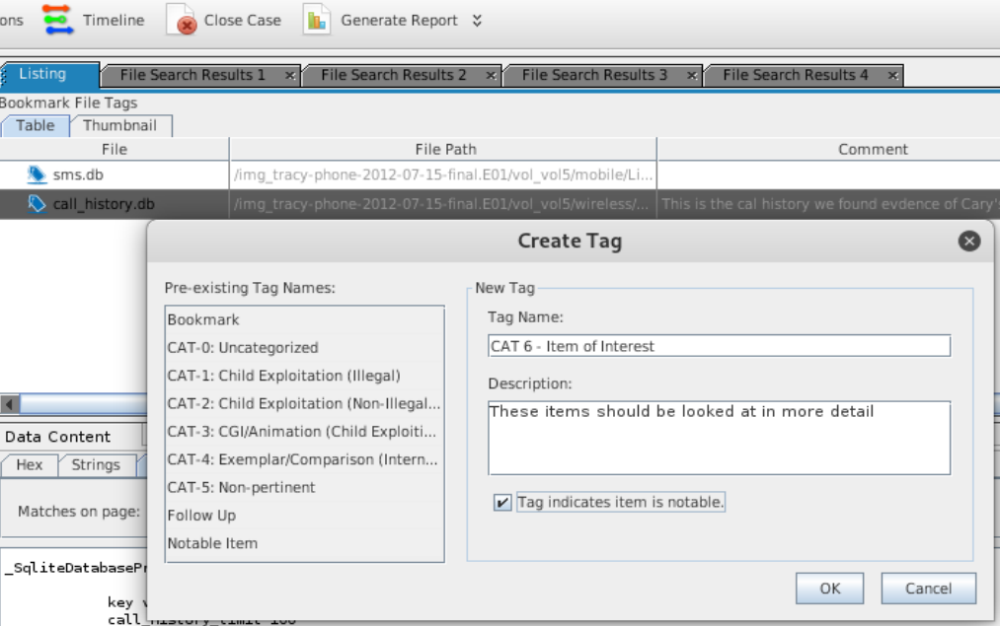 ons Timeline Close Case Generate Report
Listing File Search Results 1 File Search Results 2 File Search Results 3 File Search Results 4
Bookmark File Tags
Table Thumbnail
File File Path Comment
sms.db /img_tracy-phone-2012-07-15-final.E01/vol_vol5/mobile/Li...
call_history.db /img_tracy-phone-2012-07-15-final.E01/vol_vol5/wireless/... This is the cal history we found evdence of Cary's
Create Tag
Pre-existing Tag Names:
Bookmark
CAT-0: Uncategorized
CAT-1: Child Exploitation (Illegal)
CAT-2: Child Exploitation (Non-Illegal...
CAT-3: CGI/Animation (Child Exploiti...
CAT-4: Exemplar/Comparison (Intern...
CAT-5: Non-pertinent
Follow Up
Notable Item
New Tag
Tag Name:
CAT 6 - Item of Interest
Description:
These items should be looked at in more detail
Tag indicates item is notable.
OK Cancel
Data Content
Hex Strings
Matches on page:
_SqliteDatabasePr
key v
call_history_limit 100